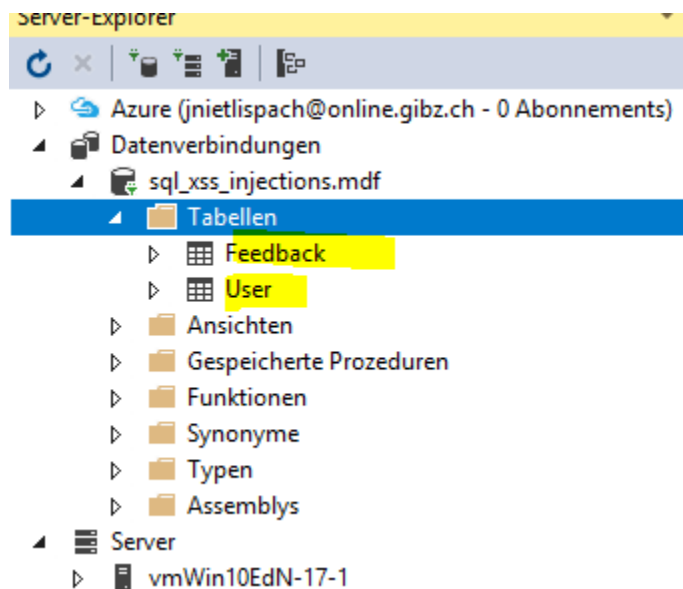 Server-Explorer
Azure (jnietlispach@online.gibz.ch - 0 Abonnements)
Datenverbindungen
sql_xss_injections.mdf
Tabellen
Feedback
User
Ansichten
Gespeicherte Prozeduren
Funktionen
Synonyme
Typen
Assemblys
Server
vmWin10EdN-17-1